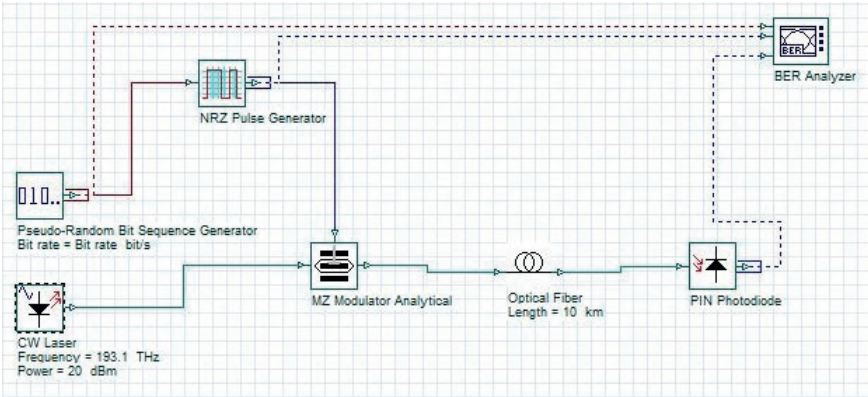 BER
BER Analyzer
NRZ Pulse Generator
010..
Pseudo-Random Bit Sequence Generator
Bit rate = Bit rate  bit/s
MZ Modulator Analytical
Optical Fiber
Length = 10  km
PIN Photodiode
CW Laser
Frequency = 193.1  THz
Power = 20  dBm